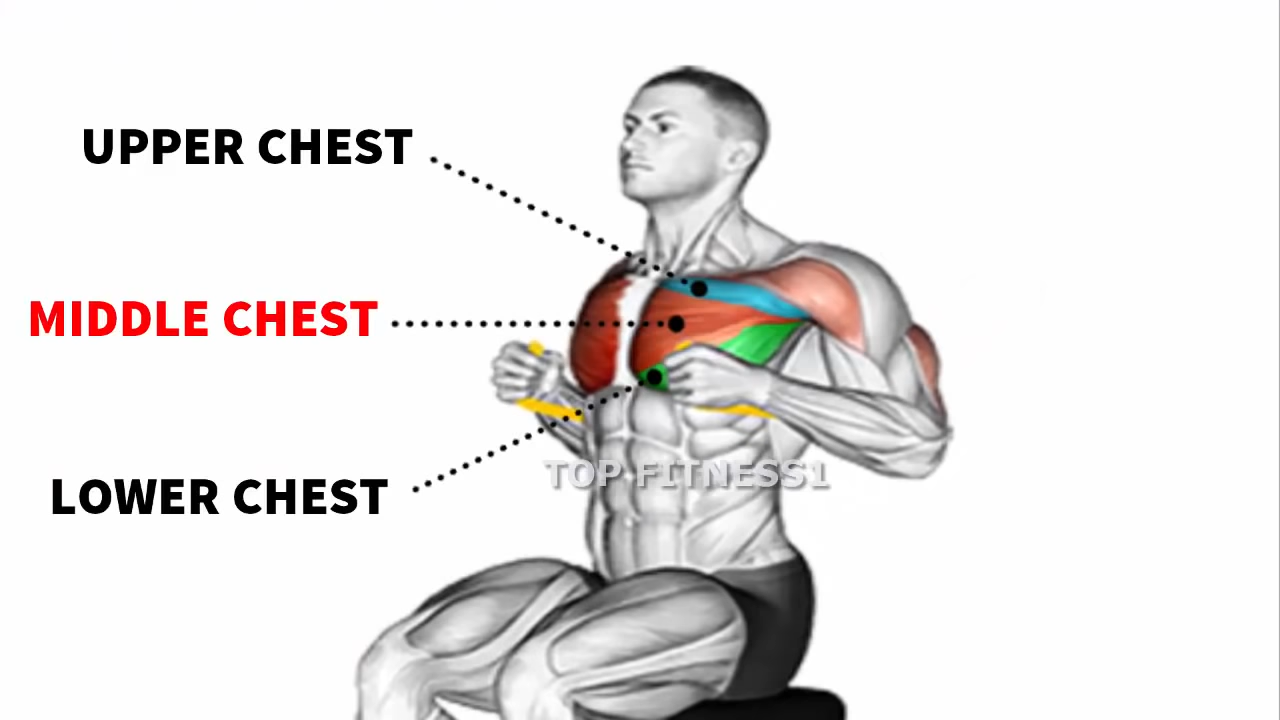 UPPER CHEST
MIDDLE CHEST
TOP FITNESS1
LOWER CHEST